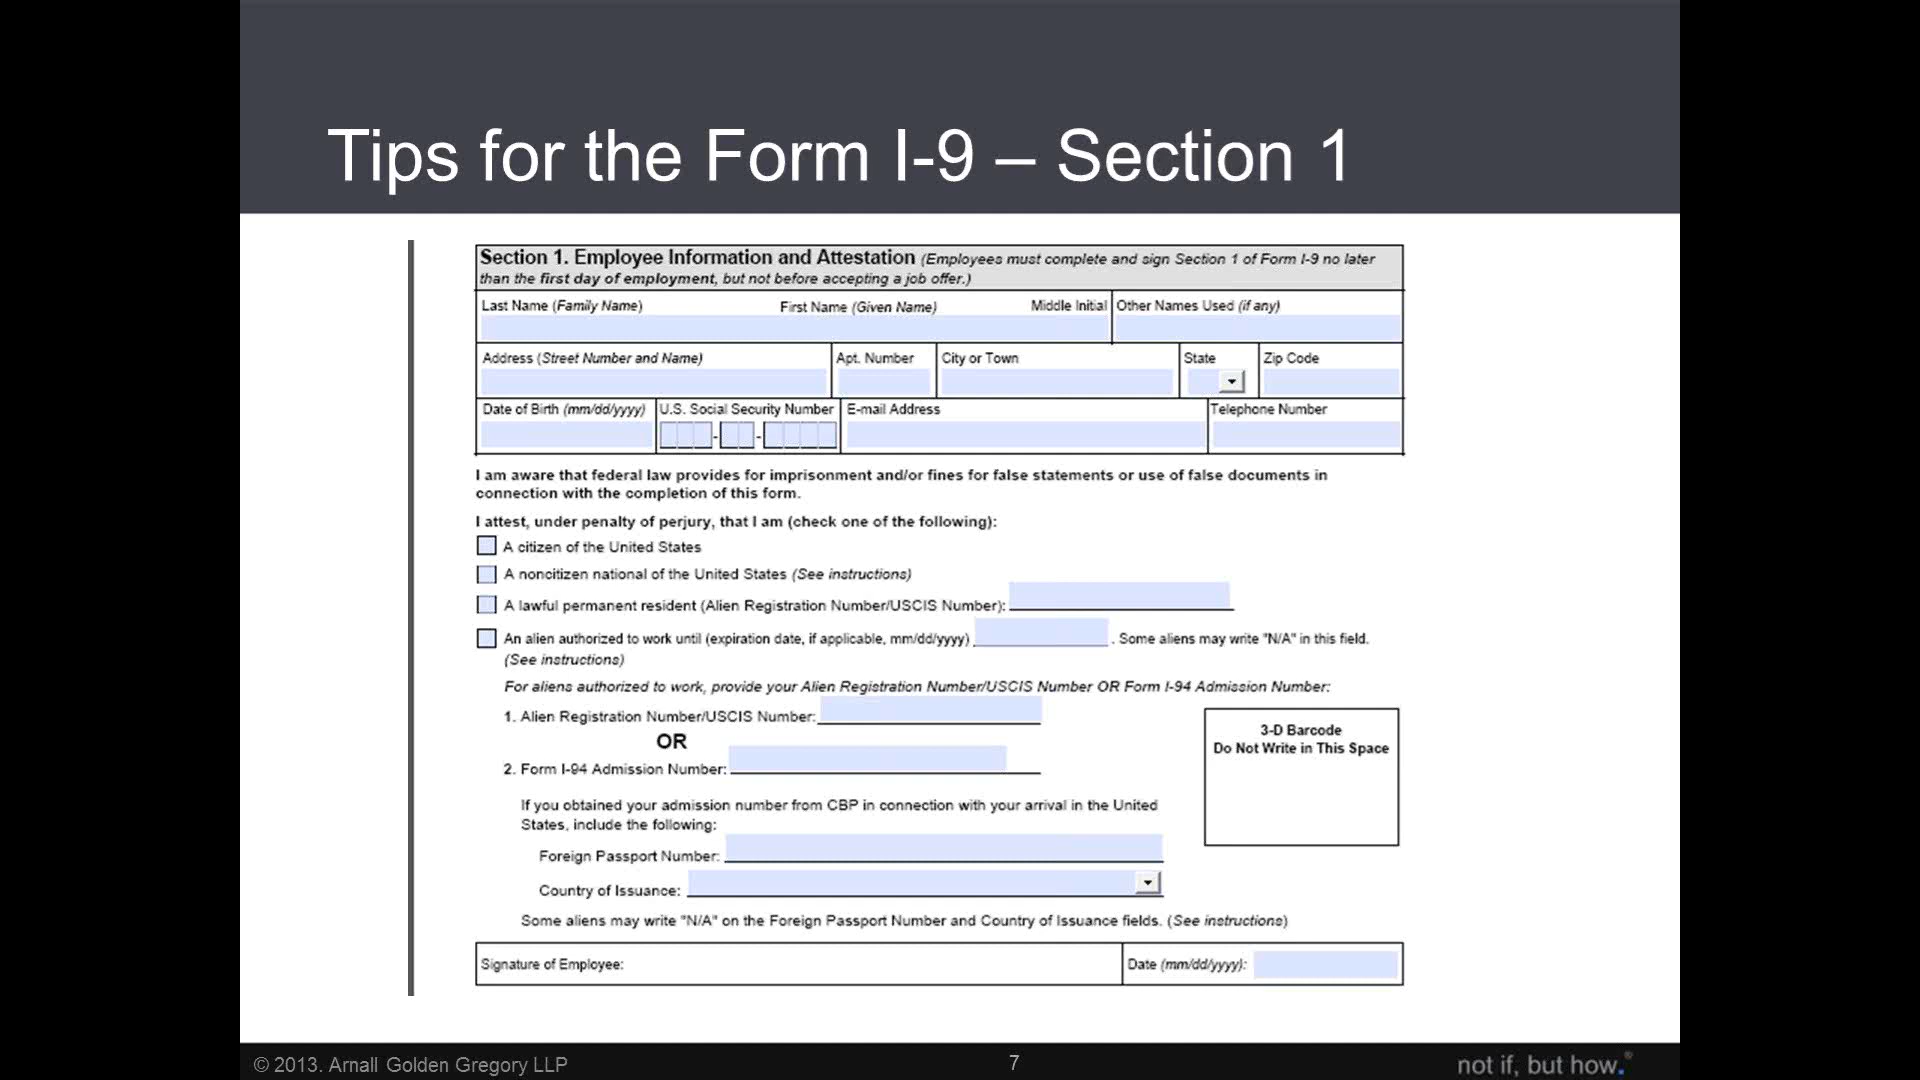 Tips for the Form I-9 – Section 1
Section 1. Employee Information and Attestation (Employees must complete and sign Section 1 of Form I-9 no later
than the first day of employment, but not before accepting a job offer.)
Last Name (Family Name) First Name (Given Name) Middle Initial Other Names Used (if any)
Address (Street Number and Name) Apt. Number City or Town State Zip Code
Date of Birth (mm/dd/yyyy) U.S. Social Security Number E-mail Address Telephone Number
- -
I am aware that federal law provides for imprisonment and/or fines for false statements or use of false documents in
connection with the completion of this form.
I attest, under penalty of perjury, that I am (check one of the following):
A citizen of the United States
A noncitizen national of the United States (See instructions)
A lawful permanent resident (Alien Registration Number/USCIS Number):
An alien authorized to work until (expiration date, if applicable, mm/dd/yyyy) . Some aliens may write "N/A" in this field.
(See instructions)
For aliens authorized to work, provide your Alien Registration Number/USCIS Number OR Form I-94 Admission Number:
1. Alien Registration Number/USCIS Number:
OR
2. Form I-94 Admission Number:
3-D Barcode
Do Not Write in This Space
If you obtained your admission number from CBP in connection with your arrival in the United
States, include the following:
Foreign Passport Number:
Country of Issuance:
Some aliens may write "N/A" on the Foreign Passport Number and Country of Issuance fields. (See instructions)
Signature of Employee: Date (mm/dd/yyyy):
© 2013. Arnall Golden Gregory LLP 7 not if, but how.®